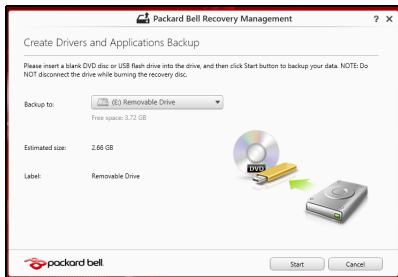 Packard Bell Recovery Management
? X
Create Drivers and Applications Backup
Please insert a blank DVD disc or USB flash drive into the drive, and then click Start button to backup your data. NOTE: Do
NOT disconnect the drive while burning the recovery disc.
Backup to:
(E:) Removable Drive
Free space: 3.72 GB
Estimated size:
2.66 GB
Label:
Removable Drive
DVD
packard bell.
Start
Cancel